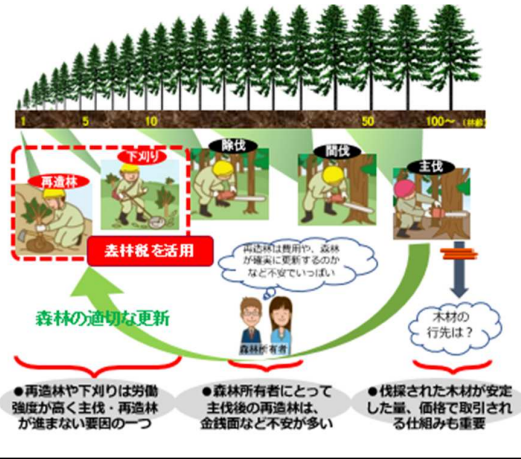 1 5 10 50 100～ (林齢)
再造林
下刈り
除伐
間伐
主伐
森林税を活用
再造林は費用や、森林
が確実に更新するのか
など不安でいっぱい
森林の適切な更新
森林所有者
木材の
行先は？
●再造林や下刈りは労働
強度が高く主伐・再造林
が進まない要因の一つ
●森林所有者にとって
主伐後の再造林は、
金銭面など不安が多い
●伐採された木材が安定
した量、価格で取引され
る仕組みも重要